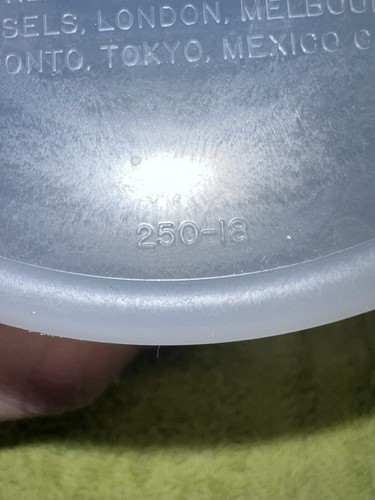 SELS, LONDON, MELBOU
ONTO, TOKYO, MEXICO C
250-18